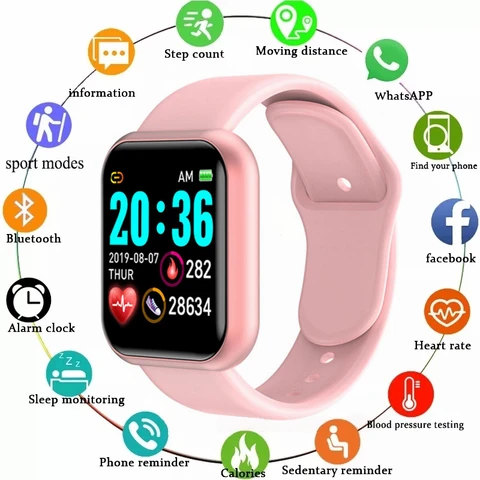 Step count
Moving distance
information
WhatsAPP
sport modes
Find your phone
AM
20:36
2019-08-07
THUR
282
28634
Bluetooth
f
facebook
Alarm clock
Heart rate
zzz
Sleep monitoring
Blood pressure testing
Phone reminder
Calories
Sedentary reminder